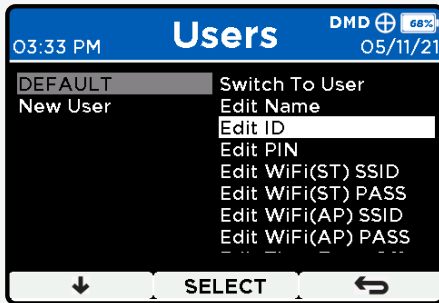 03:33 PM
Users
DMD 68%
05/11/21
DEFAULT
New User
Switch To User
Edit Name
Edit ID
Edit PIN
Edit WiFi(ST) SSID
Edit WiFi(ST) PASS
Edit WiFi(AP) SSID
Edit WiFi(AP) PASS
SELECT